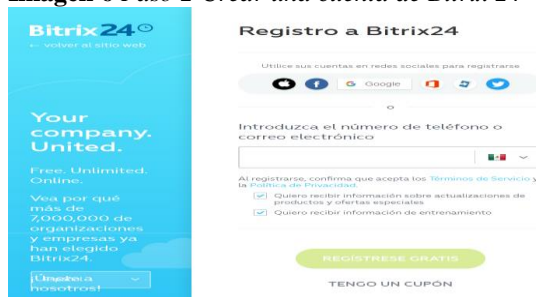 Bitrix24
← volver al sitio web
Your
company.
United.
Free. Unlimited.
Online.
Vea por qué
más de
7,000,000 de
organizaciones
y empresas ya
han elegido
Bitrix24.
hosotros!
Registro a Bitrix24
Utilice sus cuentas en redes sociales para registrarse
Google
o
Introduzca el número de teléfono o
correo electrónico
Al registrarse, confirma que acepta los Términos de Servicio y
la Política de Privacidad.
Quiero recibir información sobre actualizaciones de
productos y ofertas especiales
Quiero recibir información de entrenamiento
REGÍSTRESE GRATIS
TENGO UN CUPÓN